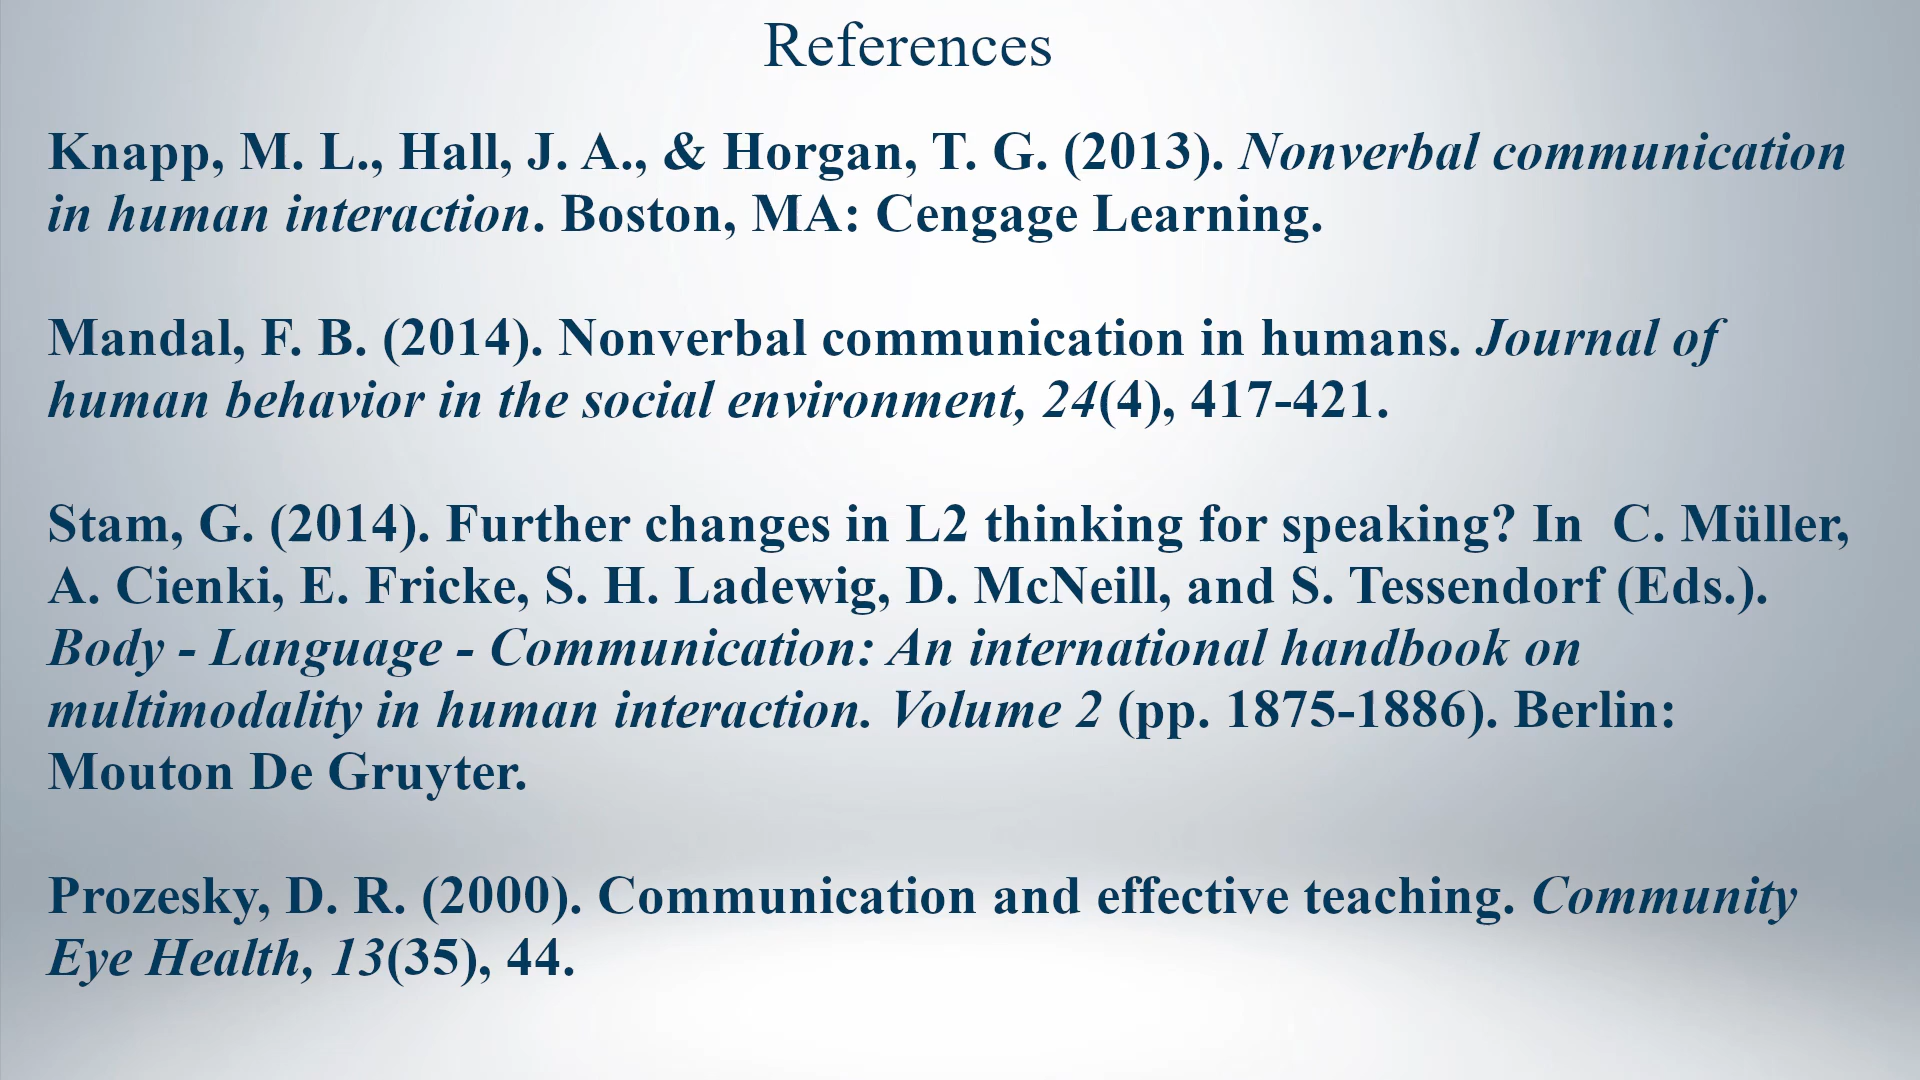 References
Knapp, M. L., Hall, J. A., & Horgan, T. G. (2013). Nonverbal communication
in human interaction. Boston, MA: Cengage Learning.
Mandal, F. B. (2014). Nonverbal communication in humans. Journal of
human behavior in the social environment, 24(4), 417-421.
Stam, G. (2014). Further changes in L2 thinking for speaking? In  C. Müller,
A. Cienki, E. Fricke, S. H. Ladewig, D. McNeill, and S. Tessendorf (Eds.).
Body - Language - Communication: An international handbook on
multimodality in human interaction. Volume 2 (pp. 1875-1886). Berlin:
Mouton De Gruyter.
Prozesky, D. R. (2000). Communication and effective teaching. Community
Eye Health, 13(35), 44.